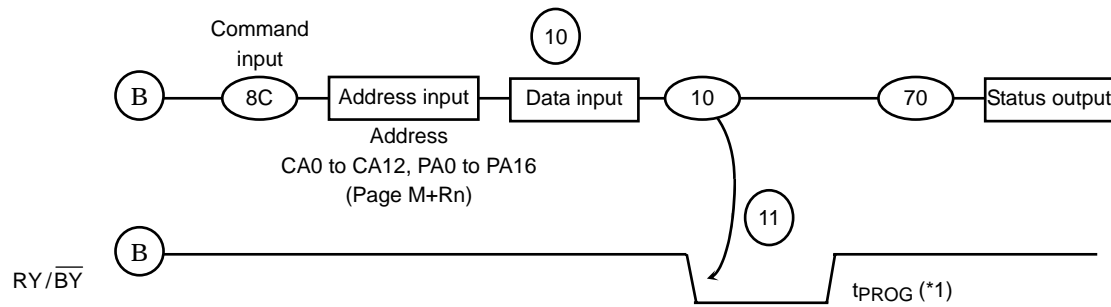 Command
input
10
B
8C
Address input
Data input
10
70
Status output
Address
CA0 to CA12, PA0 to PA16
(Page M+Rn)
11
B
RY/BY
tPROG (*1)